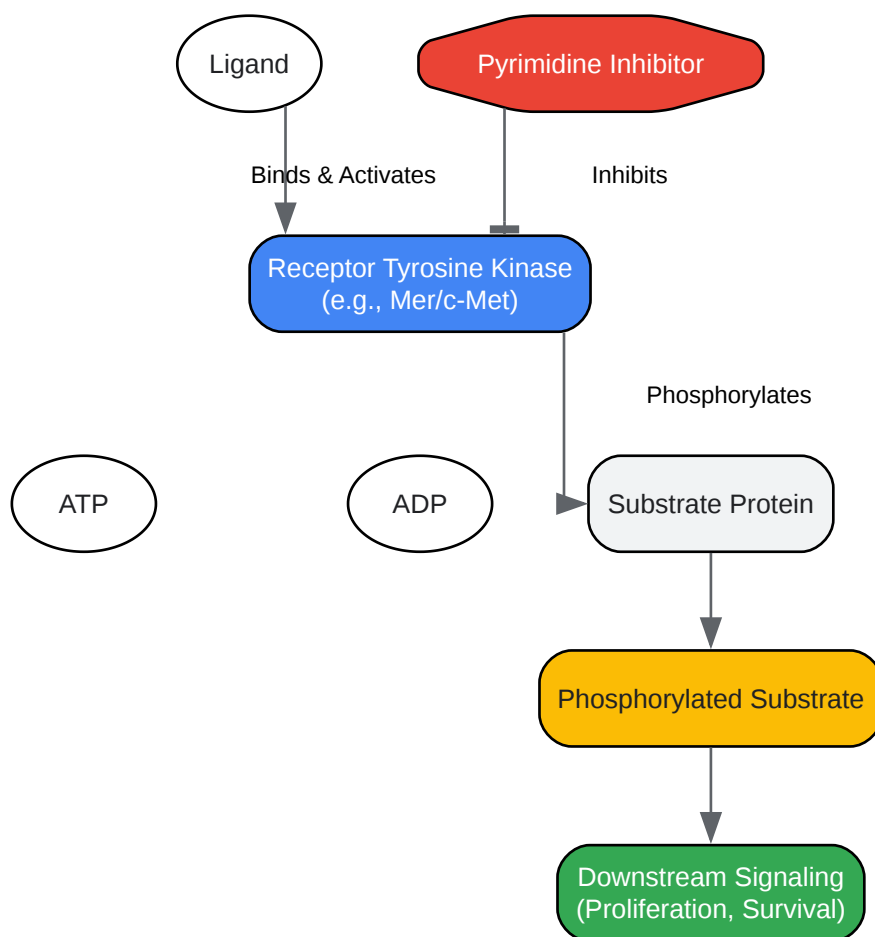 Ligand
Pyrimidine Inhibitor
Binds & Activates
Inhibits
Receptor Tyrosine Kinase
(e.g., Mer/c-Met)
Phosphorylates
ATP
ADP
Substrate Protein
Phosphorylated Substrate
Downstream Signaling
(Proliferation, Survival)